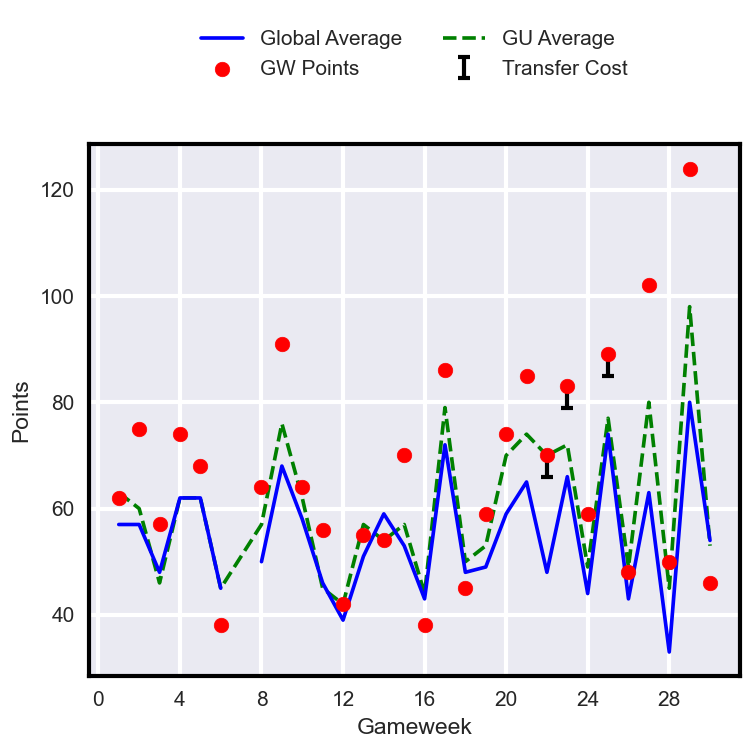 Global Average GU Average
GW Points Transfer Cost
120
100
80
60
40
Points
0 4 8 12 16 20 24 28
Gameweek